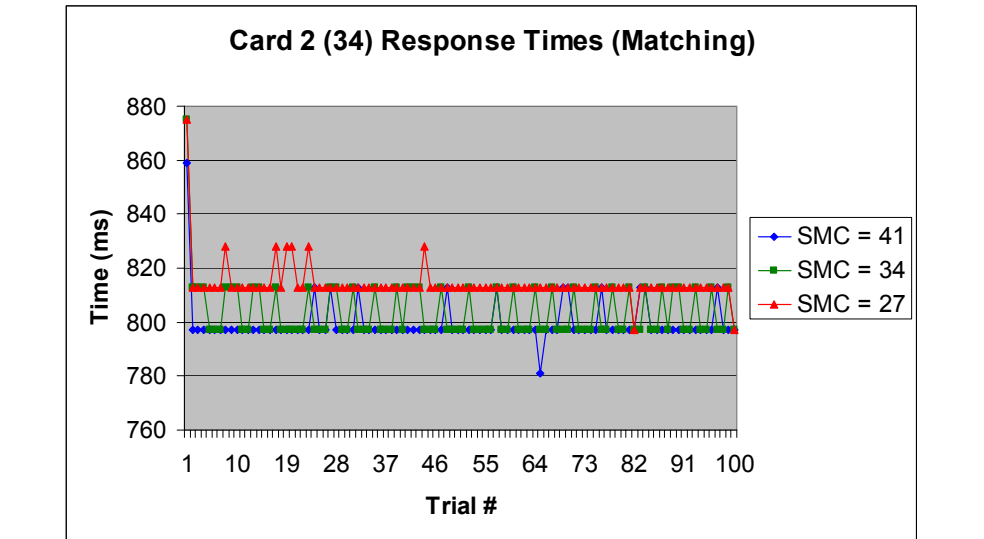 Card 2 (34) Response Times (Matching)
880
860
840
820
800
780
760
Time (ms)
1 10 19 28 37 46 55 64 73 82 91 100
Trial #
SMC = 41
SMC = 34
SMC = 27